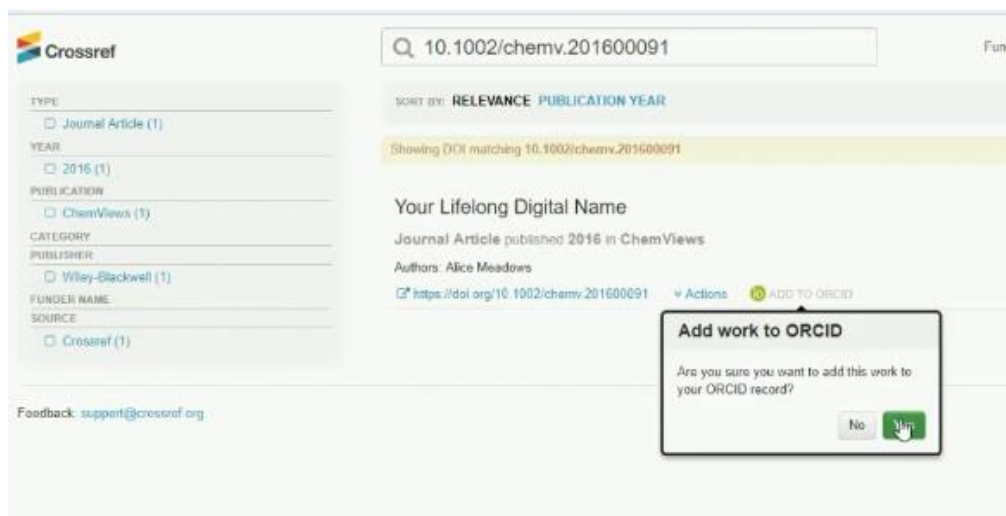 Crossref
10.1002/chemv.201600091
Fun
TYPE
Journal Article (1)
YEAR
2016 (1)
PUBLICATION
ChemViews (1)
CATEGORY
PUBLISHER
Wiley-Blackwell (1)
FUNDER NAME
SOURCE
Crossref (1)
Feedback: support@crossref.org
SORT BY: RELEVANCE PUBLICATION YEAR
Showing DOI matching 10.1002/chemv.201600091
Your Lifelong Digital Name
Journal Article published 2016 in ChemViews
Authors: Alice Meadows
https://doi.org/10.1002/chemv.201600091 Actions iD ADD TO ORCID
Add work to ORCID
Are you sure you want to add this work to
your ORCID record?
No Yes